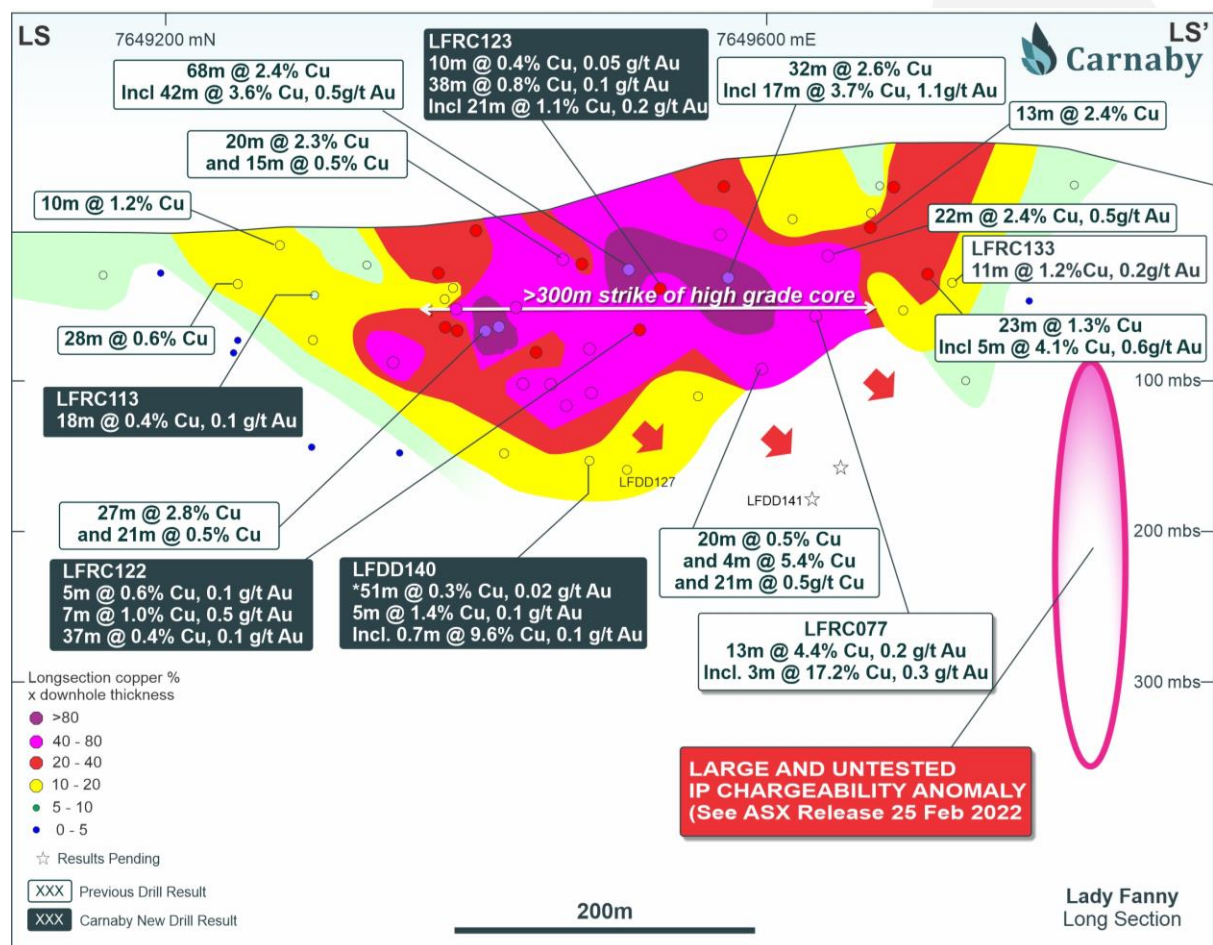 LS
7649200 mN
7649600 mE
LS'
Carnaby
68m @ 2.4% Cu
Incl 42m @ 3.6% Cu, 0.5g/t Au
LFRC123
10m @ 0.4% Cu, 0.05 g/t Au
38m @ 0.8% Cu, 0.1 g/t Au
Incl 21m @ 1.1% Cu, 0.2 g/t Au
32m @ 2.6% Cu
Incl 17m @ 3.7% Cu, 1.1g/t Au
13m @ 2.4% Cu
20m @ 2.3% Cu
and 15m @ 0.5% Cu
10m @ 1.2% Cu
22m @ 2.4% Cu, 0.5g/t Au
LFRC133
11m @ 1.2%Cu, 0.2g/t Au
>300m strike of high grade core
28m @ 0.6% Cu
23m @ 1.3% Cu
Incl 5m @ 4.1% Cu, 0.6g/t Au
LFRC113
18m @ 0.4% Cu, 0.1 g/t Au
100 mbs
LFDD127
LFDD141
27m @ 2.8% Cu
and 21m @ 0.5% Cu
200 mbs
20m @ 0.5% Cu
and 4m @ 5.4% Cu
and 21m @ 0.5g/t Cu
LFRC122
5m @ 0.6% Cu, 0.1 g/t Au
7m @ 1.0% Cu, 0.5 g/t Au
37m @ 0.4% Cu, 0.1 g/t Au
LFDD140
*51m @ 0.3% Cu, 0.02 g/t Au
5m @ 1.4% Cu, 0.1 g/t Au
Incl. 0.7m @ 9.6% Cu, 0.1 g/t Au
LFRC077
13m @ 4.4% Cu, 0.2 g/t Au
Incl. 3m @ 17.2% Cu, 0.3 g/t Au
300 mbs
Longsection copper %
x downhole thickness
>80
40 - 80
20 - 40
10 - 20
5 - 10
0 - 5
Results Pending
XXX Previous Drill Result
XXX Carnaby New Drill Result
LARGE AND UNTESTED
IP CHARGEABILITY ANOMALY
(See ASX Release 25 Feb 2022
200m
Lady Fanny
Long Section